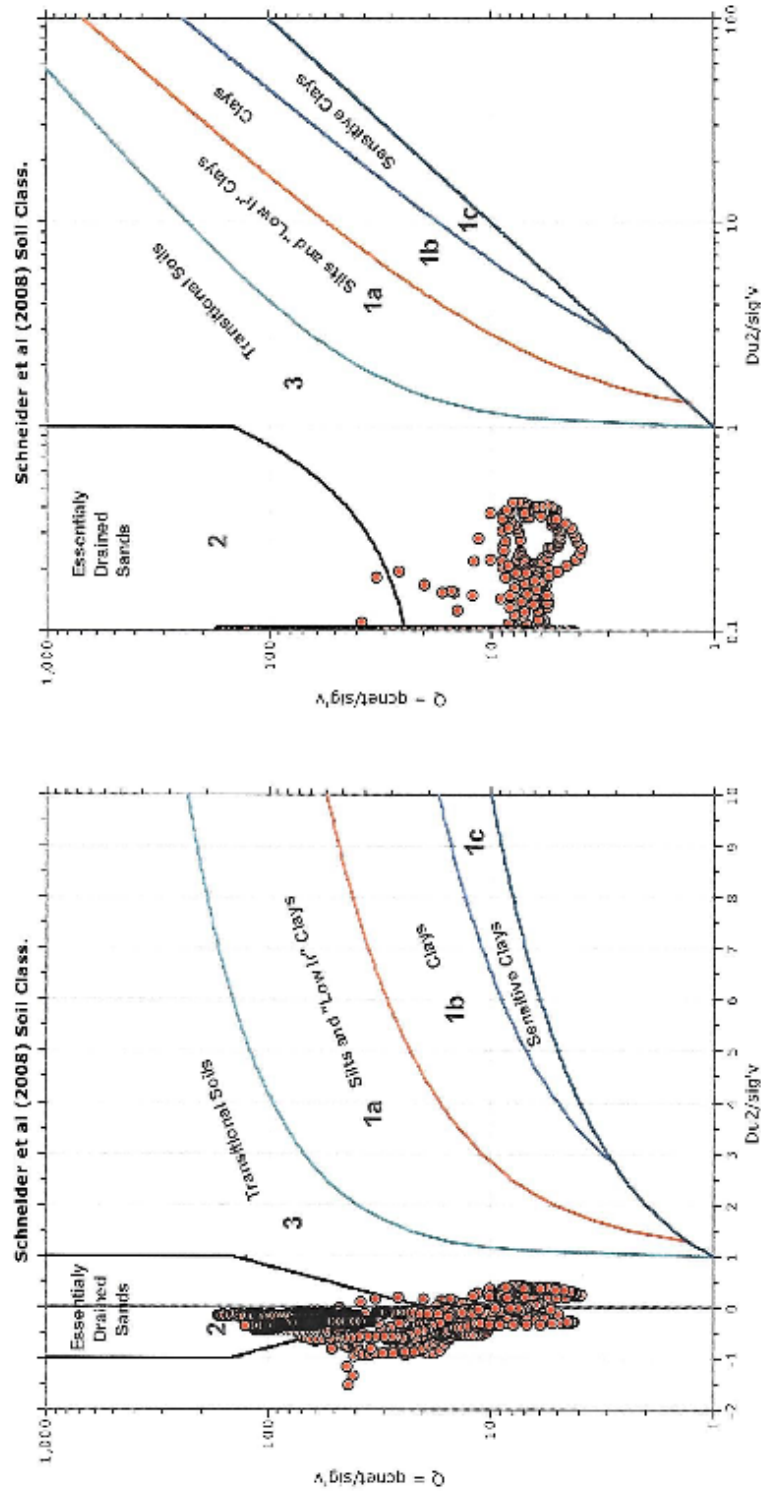 Schneider et al (2008) Soil Class.
1,000
100
10
1
Q = qcnet/sig'v
Essentialy
Drained
Sands
2
3
Transitional Soils
1a
Silts and "Low Ir" Clays
1b
Clays
1c
Sensitive Clays
-2
-1
0
1
2
3
4
5
6
7
8
9
10
Du2/sig'v
Schneider et al (2008) Soil Class.
1,000
100
10
1
Q = qcnet/sig'v
Essentialy
Drained
Sands
2
3
Transitional Soils
1a
Silts and "Low Ir" Clays
1b
Clays
1c
Sensitive Clays
0.1
1
10
100
Du2/sig'v